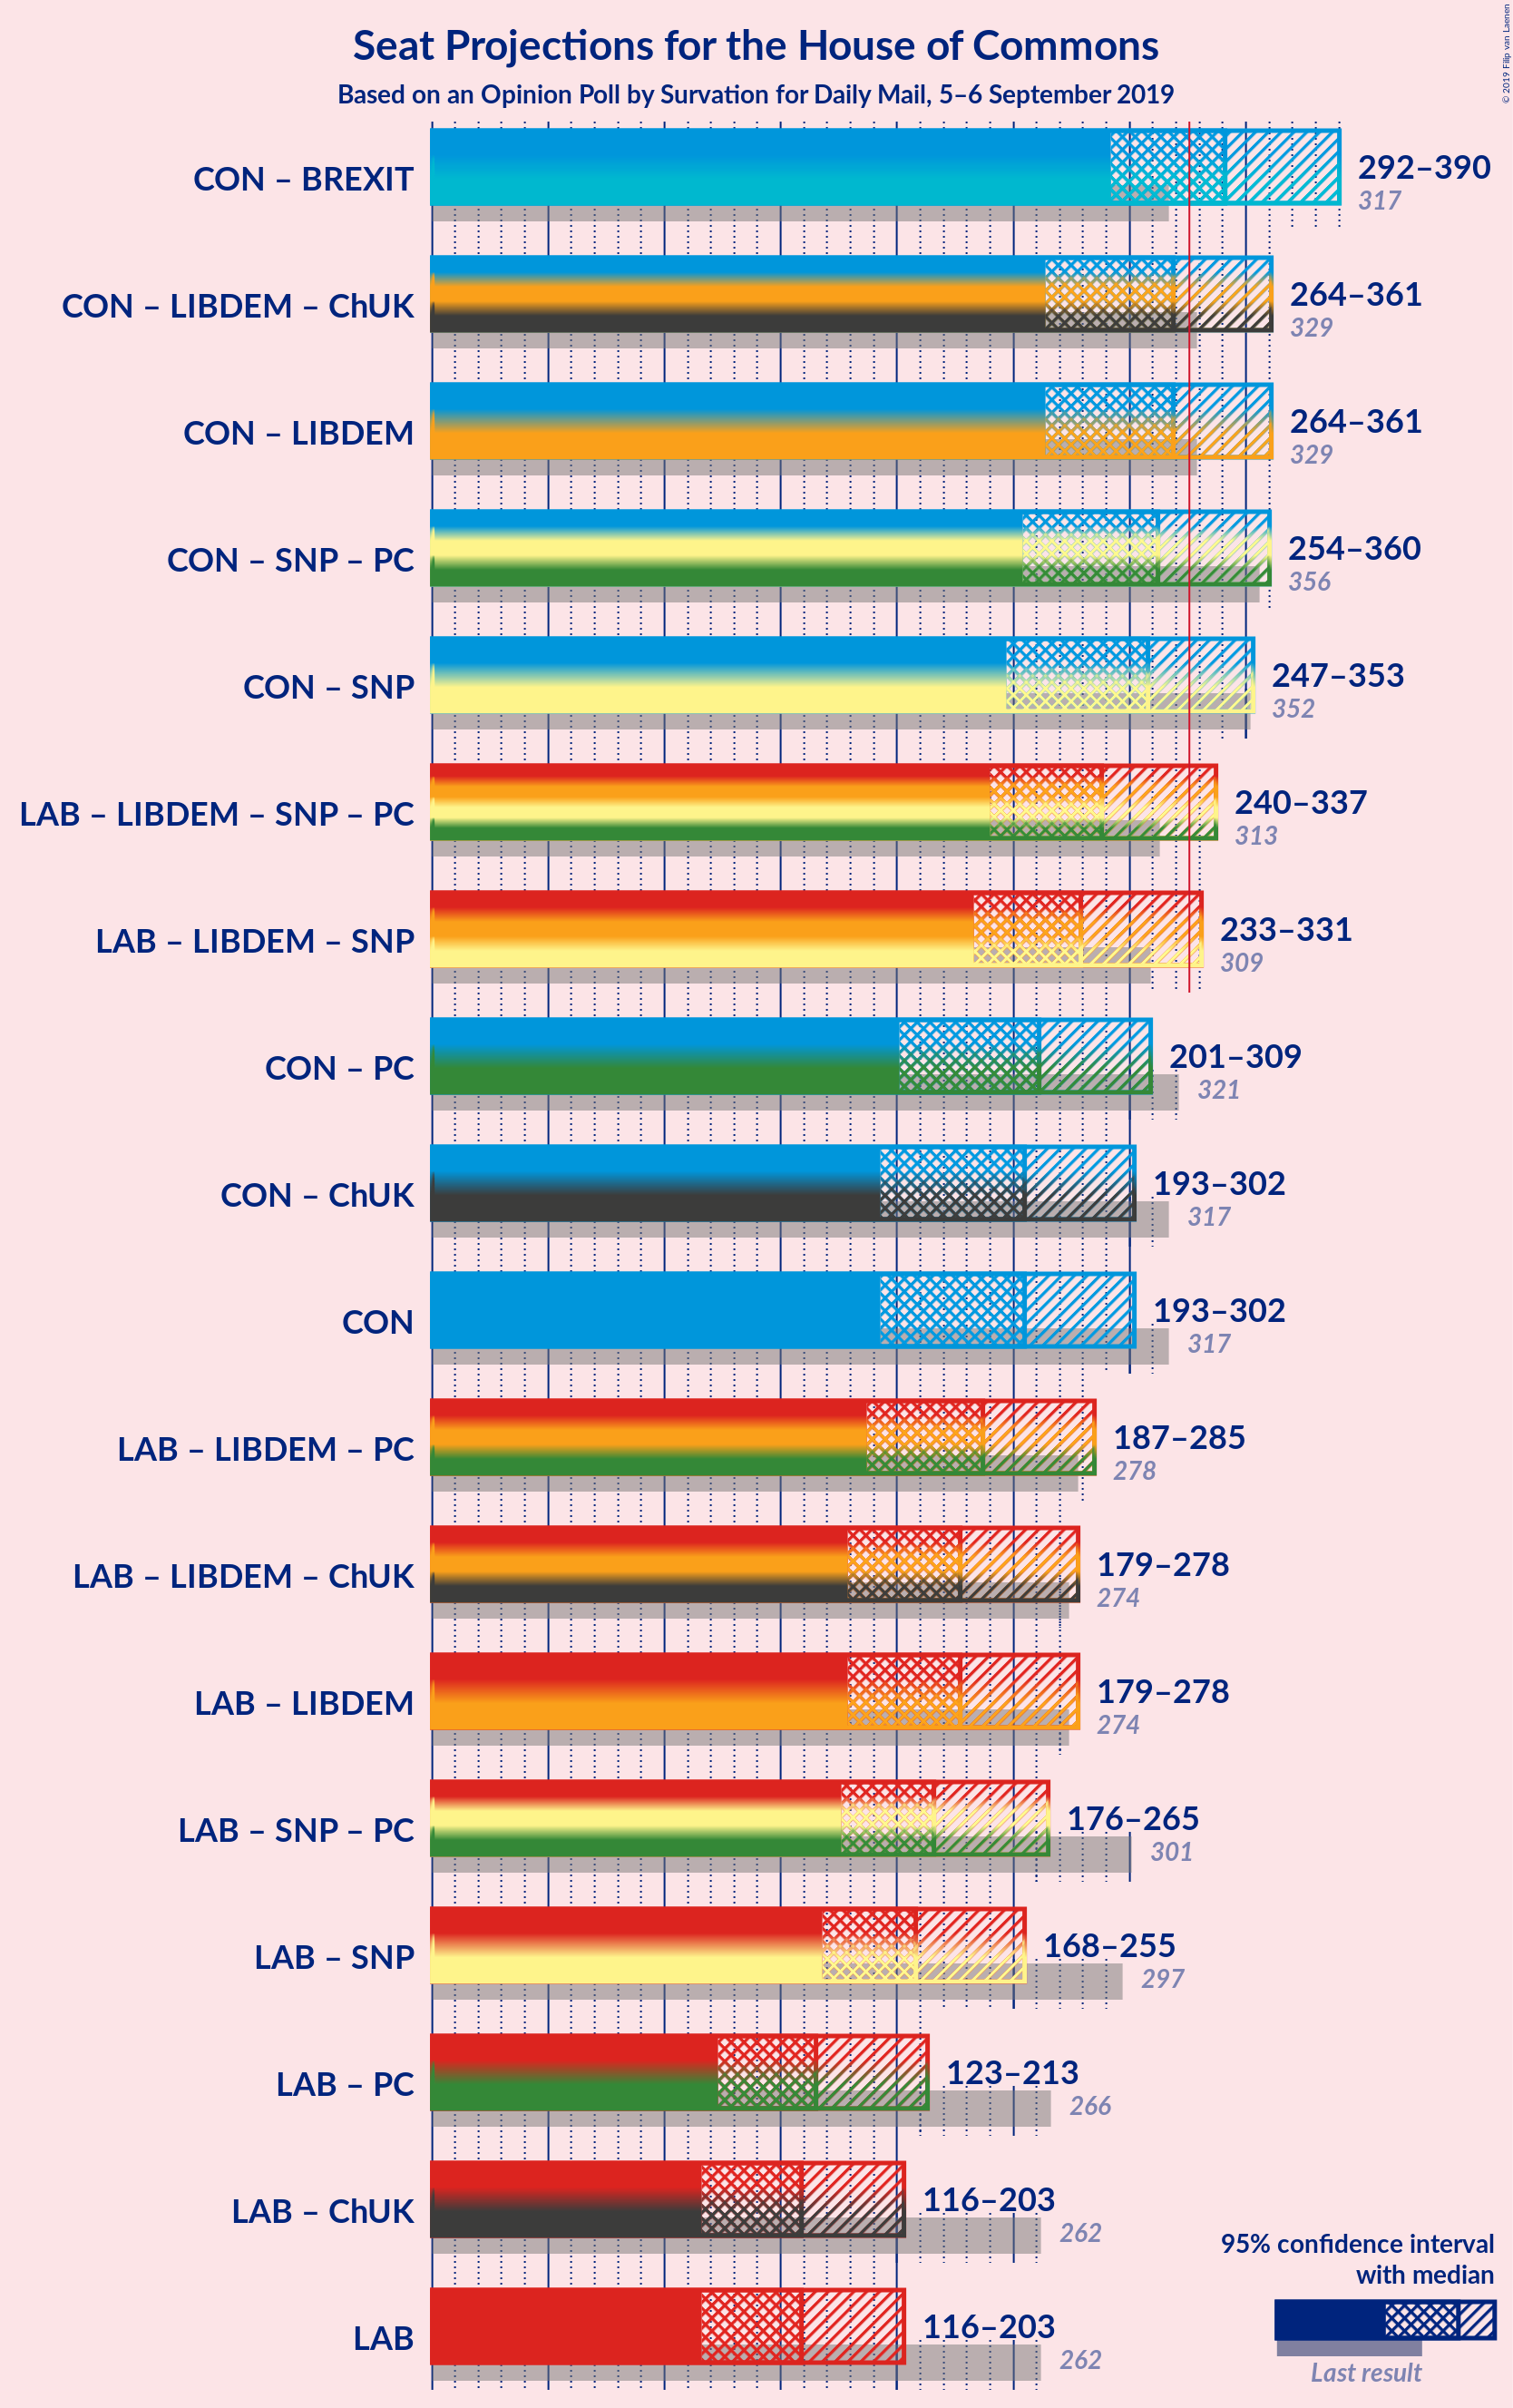 Seat Projections for the House of Commons
Based on an Opinion Poll by Survation for Daily Mail, 5–6 September 2019
© 2019 Filip van Laenen
CON – BREXIT
292–390
317
CON – LIBDEM – ChUK
264–361
329
CON – LIBDEM
264–361
329
CON – SNP – PC
254–360
356
CON – SNP
247–353
352
LAB – LIBDEM – SNP – PC
240–337
313
LAB – LIBDEM – SNP
233–331
309
CON – PC
201–309
321
CON – ChUK
193–302
317
CON
193–302
317
LAB – LIBDEM – PC
187–285
278
LAB – LIBDEM – ChUK
179–278
274
LAB – LIBDEM
179–278
274
LAB – SNP – PC
176–265
301
LAB – SNP
168–255
297
LAB – PC
123–213
266
LAB – ChUK
116–203
262
LAB
116–203
262
95% confidence interval
with median
Last result